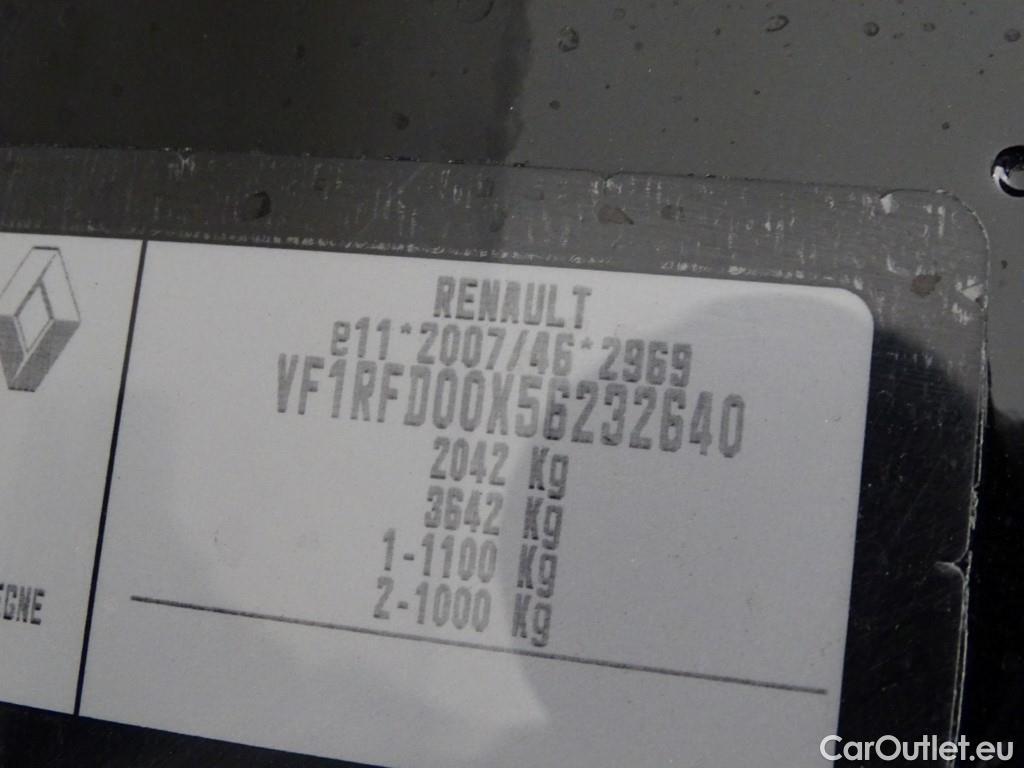 RENAULT
e11*2007/46*2969
VF1RFD00X56232640
2042 Kg
3642 Kg
1-1100 Kg
2-1000 Kg
CarOutlet.eu